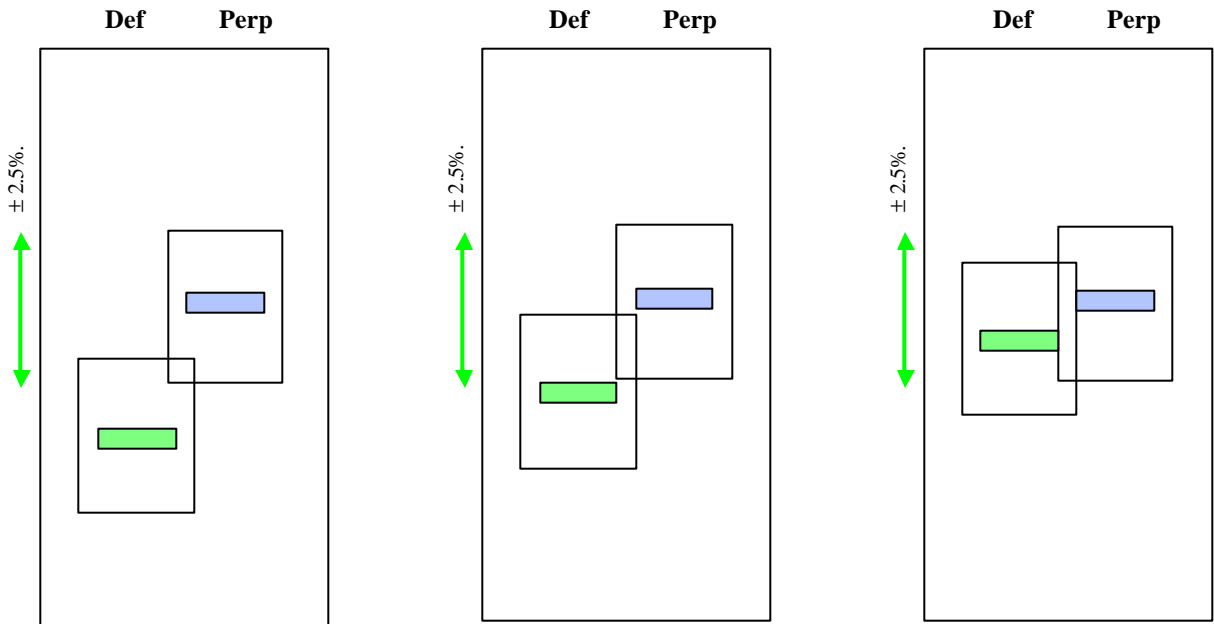 Def Perp
± 2.5%.
Def Perp
± 2.5%.
Def Perp
± 2.5%.